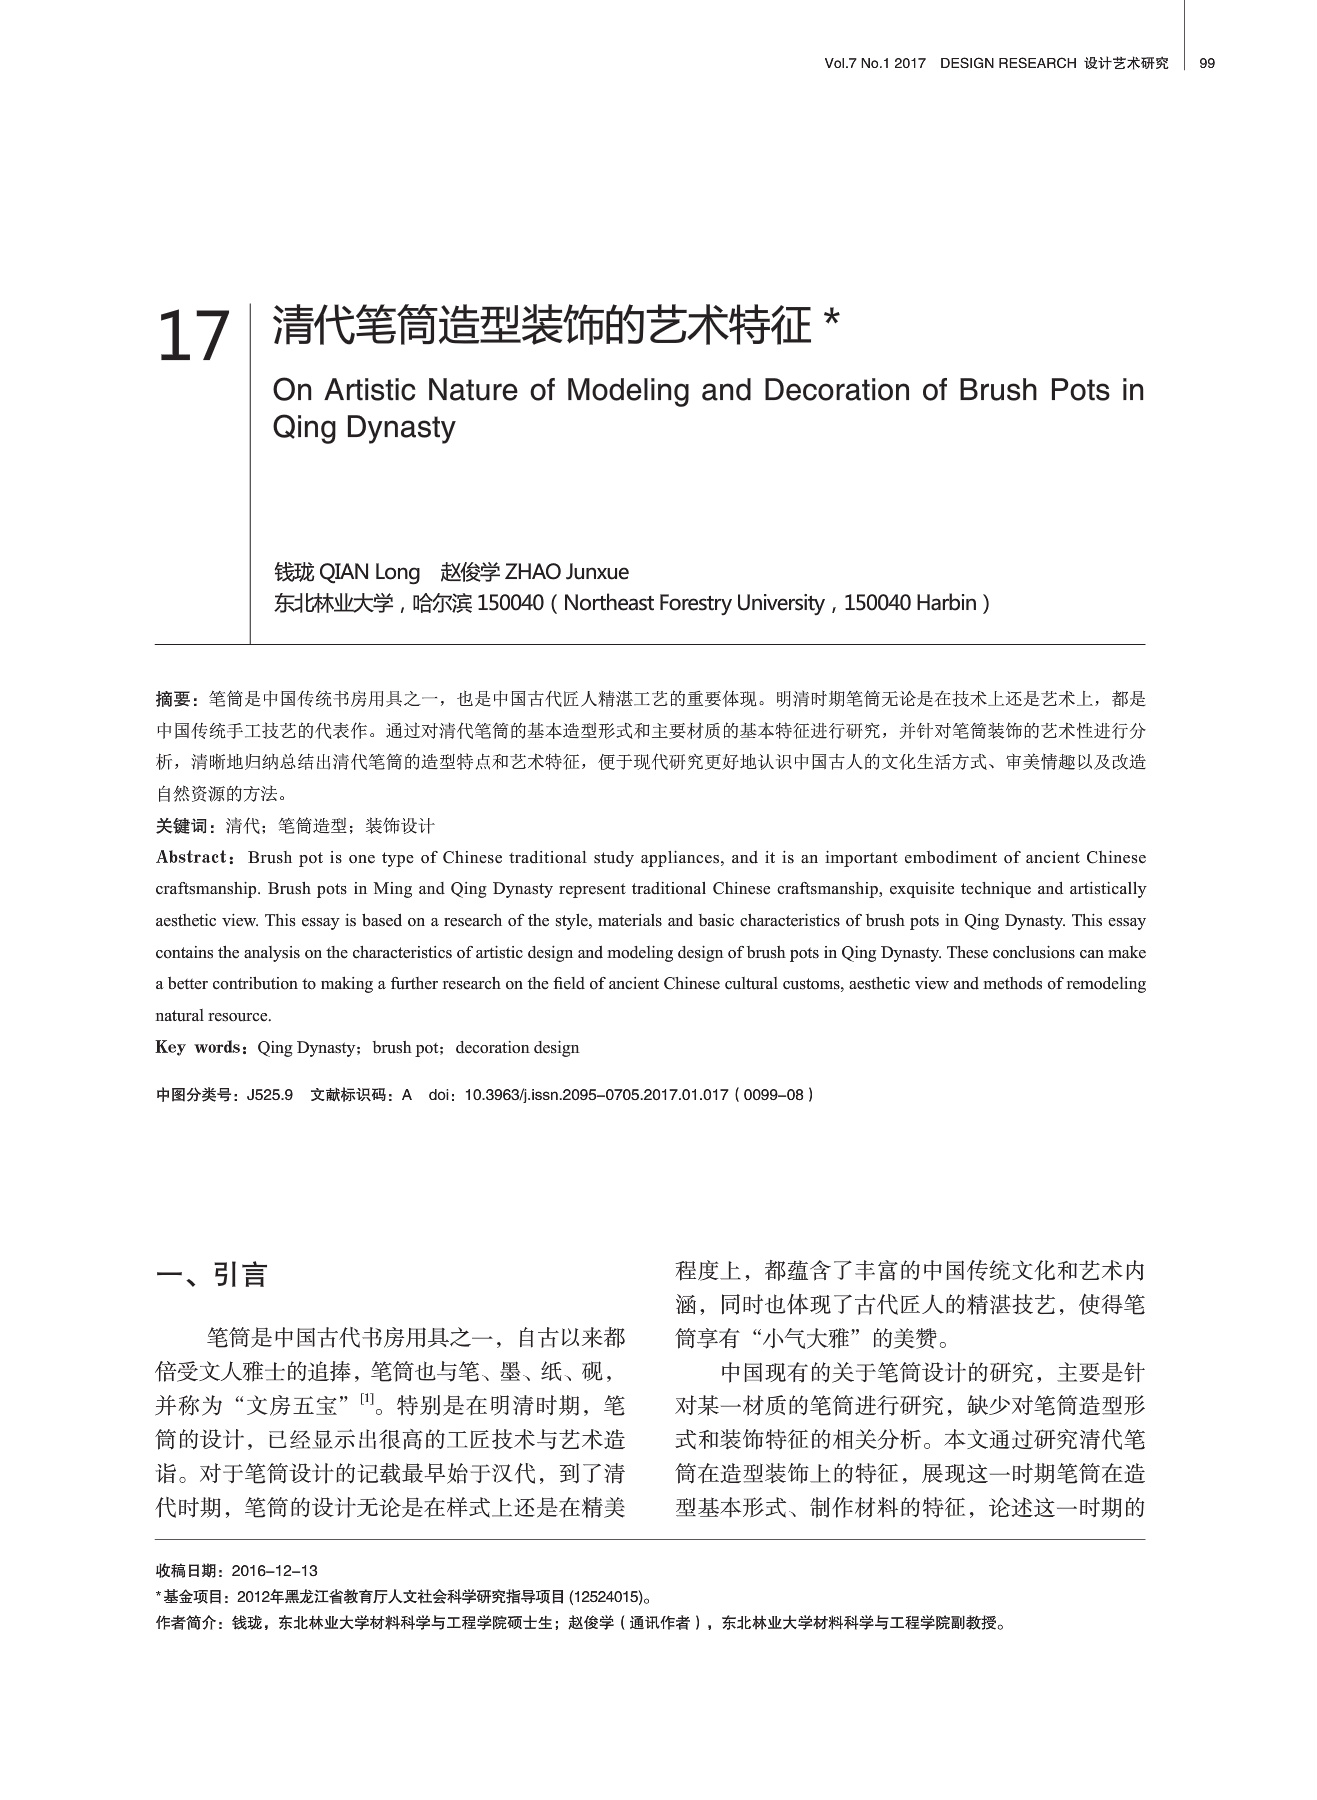 Vol.7 No.1 2017 DESIGN RESEARCH 设计艺术研究 99
17
清代笔筒造型装饰的艺术特征 *
On Artistic Nature of Modeling and Decoration of Brush Pots in
Qing Dynasty
钱珑 QIAN Long 赵俊学 ZHAO Junxue
东北林业大学，哈尔滨 150040（Northeast Forestry University，150040 Harbin）
摘要：笔筒是中国传统书房用具之一，也是中国古代匠人精湛工艺的重要体现。明清时期笔筒无论是在技术上还是艺术上，都是
中国传统手工技艺的代表作。通过对清代笔筒的基本造型形式和主要材质的基本特征进行研究，并针对笔筒装饰的艺术性进行分
析，清晰地归纳总结出清代笔筒的造型特点和艺术特征，便于现代研究更好地认识中国古人的文化生活方式、审美情趣以及改造
自然资源的方法。
关键词：清代；笔筒造型；装饰设计
Abstract：Brush pot is one type of Chinese traditional study appliances, and it is an important embodiment of ancient Chinese
craftsmanship. Brush pots in Ming and Qing Dynasty represent traditional Chinese craftsmanship, exquisite technique and artistically
aesthetic view. This essay is based on a research of the style, materials and basic characteristics of brush pots in Qing Dynasty. This essay
contains the analysis on the characteristics of artistic design and modeling design of brush pots in Qing Dynasty. These conclusions can make
a better contribution to making a further research on the field of ancient Chinese cultural customs, aesthetic view and methods of remodeling
natural resource.
Key words：Qing Dynasty；brush pot；decoration design
中图分类号：J525.9 文献标识码：A doi：10.3963/j.issn.2095-0705.2017.01.017（0099-08）
一、引言
笔筒是中国古代书房用具之一，自古以来都
倍受文人雅士的追捧，笔筒也与笔、墨、纸、砚，
并称为“文房五宝”[1]。特别是在明清时期，笔
筒的设计，已经显示出很高的工匠技术与艺术造
诣。对于笔筒设计的记载最早始于汉代，到了清
代时期，笔筒的设计无论是在样式上还是在精美
程度上，都蕴含了丰富的中国传统文化和艺术内
涵，同时也体现了古代匠人的精湛技艺，使得笔
筒享有“小气大雅”的美赞。
中国现有的关于笔筒设计的研究，主要是针
对某一材质的笔筒进行研究，缺少对笔筒造型形
式和装饰特征的相关分析。本文通过研究清代笔
筒在造型装饰上的特征，展现这一时期笔筒在造
型基本形式、制作材料的特征，论述这一时期的
收稿日期：2016-12-13
*基金项目：2012年黑龙江省教育厅人文社会科学研究指导项目 (12524015)。
作者简介：钱珑，东北林业大学材料科学与工程学院硕士生；赵俊学（通讯作者），东北林业大学材料科学与工程学院副教授。